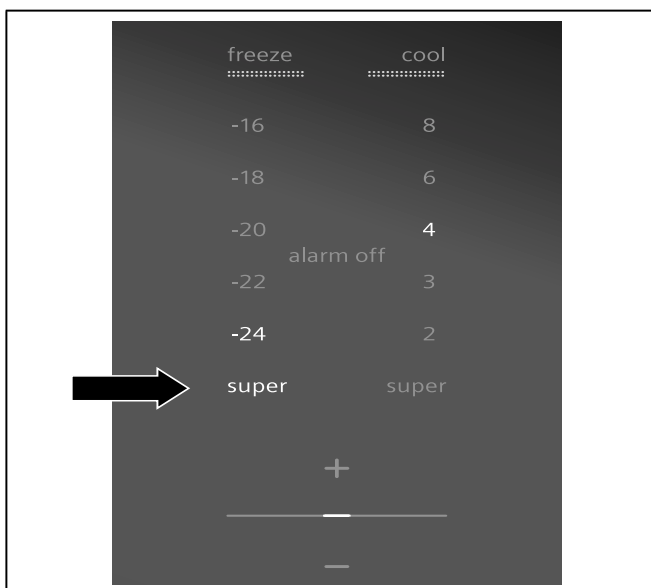 freeze cool
-16 8
-18 6
-20 4
alarm off
-22 3
-24 2
super super
+
–